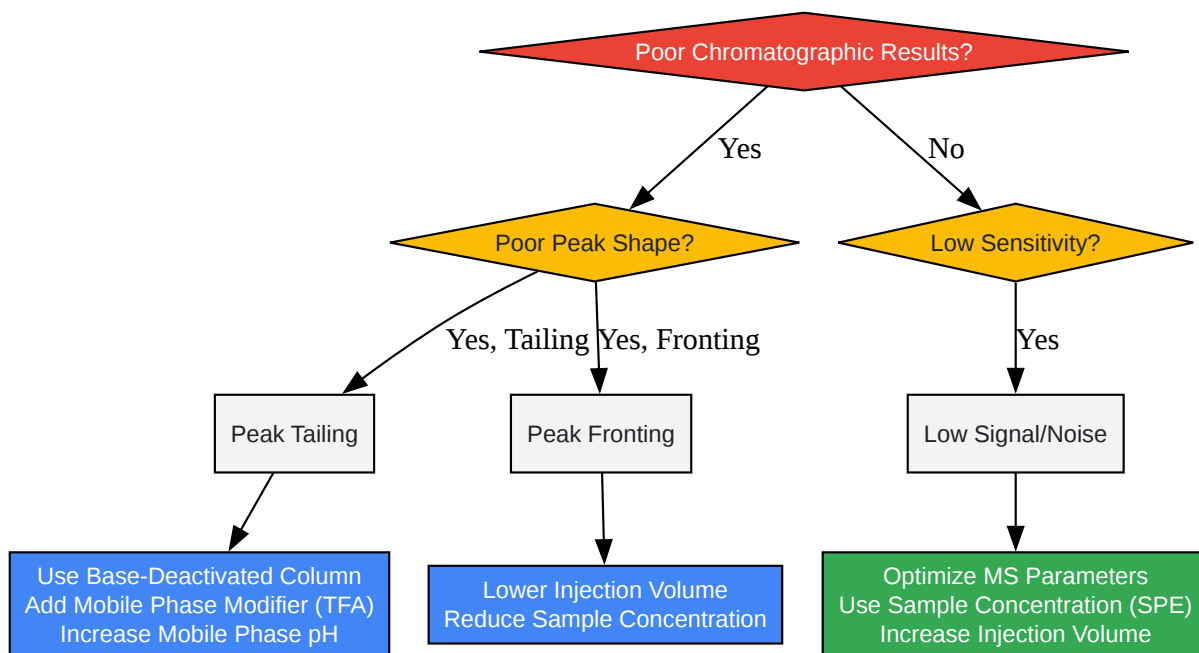 Poor Chromatographic Results?
Yes
No
Poor Peak Shape?
Low Sensitivity?
Yes, Tailing
Yes, Fronting
Yes
Peak Tailing
Peak Fronting
Low Signal/Noise
Use Base-Deactivated Column
Add Mobile Phase Modifier (TFA)
Increase Mobile Phase pH
Lower Injection Volume
Reduce Sample Concentration
Optimize MS Parameters
Use Sample Concentration (SPE)
Increase Injection Volume